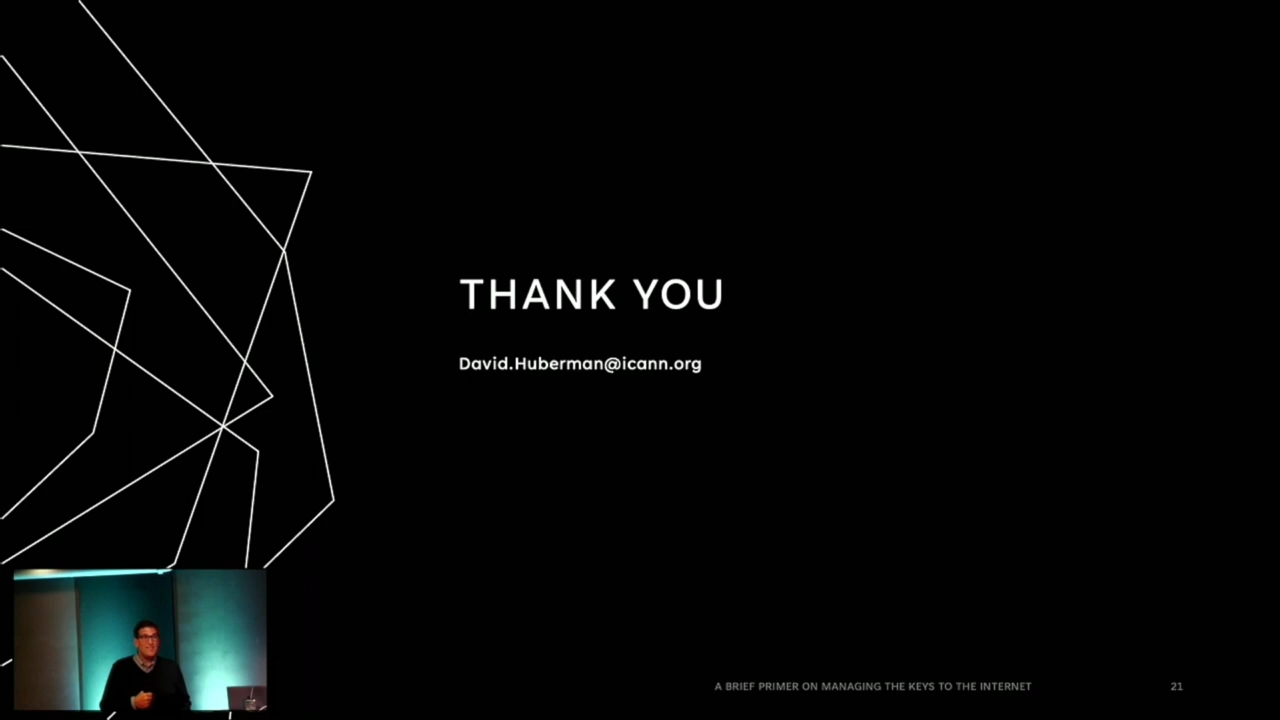 THANK YOU
David.Huberman@icann.org
A BRIEF PRIMER ON MANAGING THE KEYS TO THE INTERNET
21